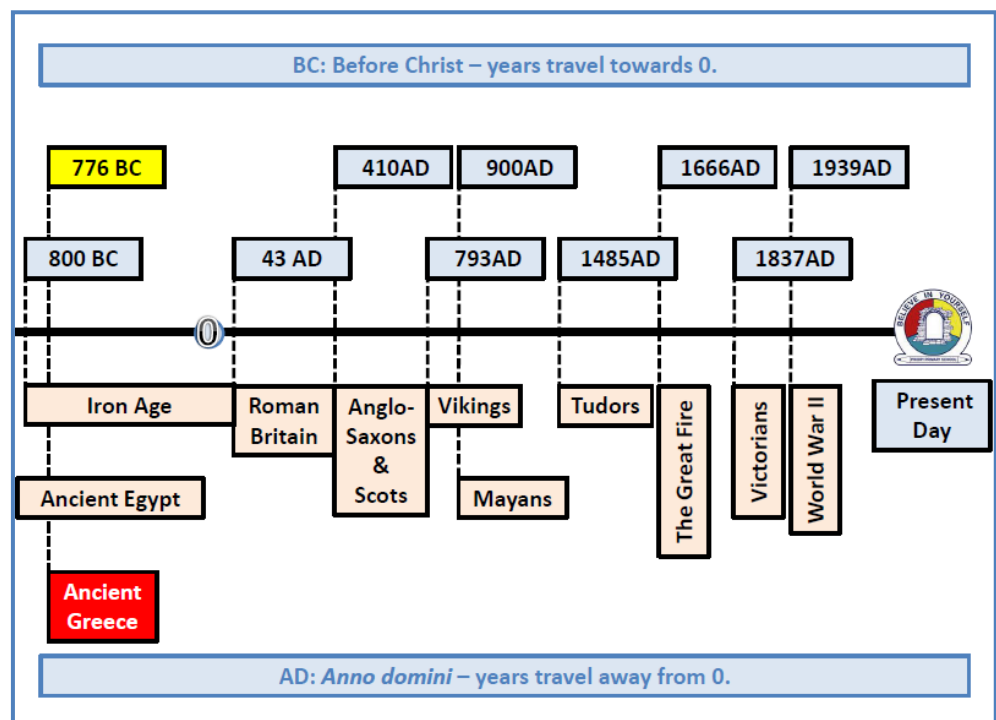 BC: Before Christ – years travel towards 0.
776 BC
410AD
900AD
1666AD
1939AD
800 BC
43 AD
793AD
1485AD
1837AD
0
BELIEVE IN YOURSELF
Iron Age
Roman
Britain
Anglo-
Saxons
&
Scots
Vikings
Tudors
The Great Fire
Victorians
World War II
Present
Day
Ancient Egypt
Mayans
Ancient
Greece
AD: Anno domini – years travel away from 0.